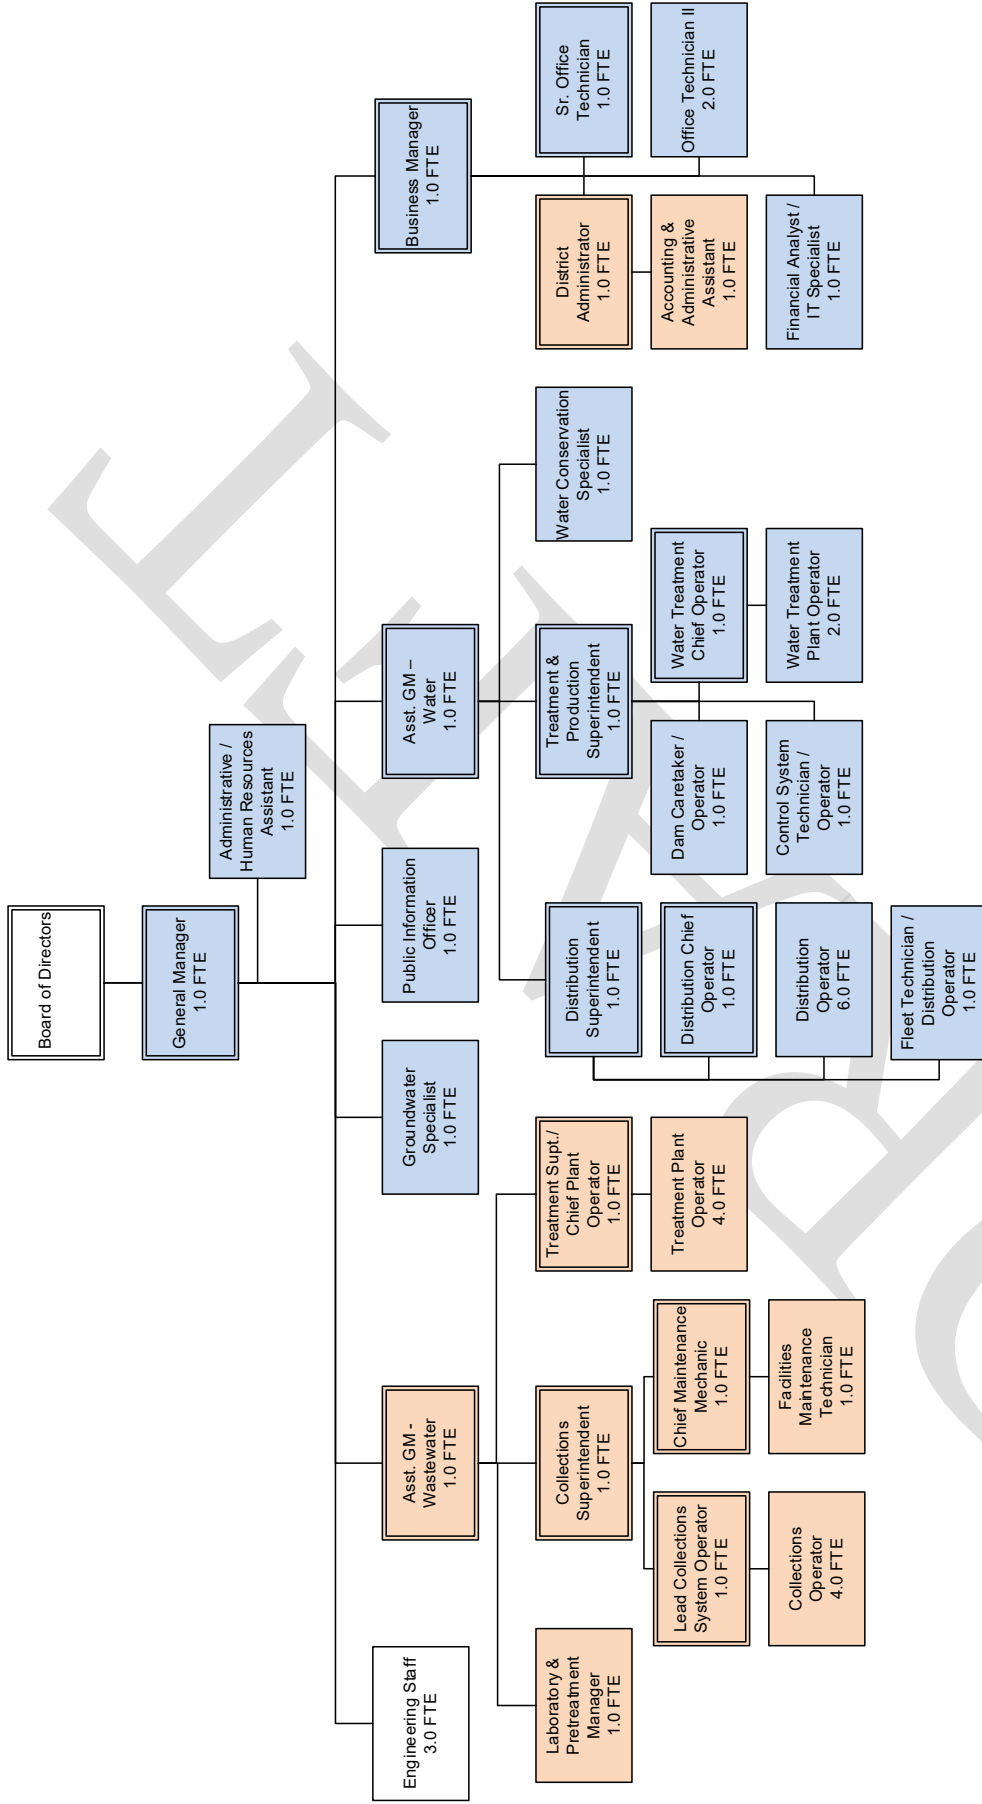 Board of Directors
General Manager
1.0 FTE
Administrative /
Human Resources
Assistant
1.0 FTE
Engineering Staff
3.0 FTE
Asst. GM -
Wastewater
1.0 FTE
Groundwater
Specialist
1.0 FTE
Public Information
Officer
1.0 FTE
Asst. GM –
Water
1.0 FTE
Business Manager
1.0 FTE
Laboratory &
Pretreatment
Manager
1.0 FTE
Collections
Superintendent
1.0 FTE
Treatment Supt./
Chief Plant
Operator
1.0 FTE
Distribution
Superintendent
1.0 FTE
Treatment &
Production
Superintendent
1.0 FTE
Water Conservation
Specialist
1.0 FTE
District
Administrator
1.0 FTE
Sr. Office
Technician
1.0 FTE
Lead Collections
System Operator
1.0 FTE
Chief Maintenance
Mechanic
1.0 FTE
Treatment Plant
Operator
4.0 FTE
Distribution Chief
Operator
1.0 FTE
Dam Caretaker /
Operator
1.0 FTE
Water Treatment
Chief Operator
1.0 FTE
Accounting &
Administrative
Assistant
1.0 FTE
Office Technician II
2.0 FTE
Collections
Operator
4.0 FTE
Facilities
Maintenance
Technician
1.0 FTE
Distribution
Operator
6.0 FTE
Control System
Technician /
Operator
1.0 FTE
Water Treatment
Plant Operator
2.0 FTE
Financial Analyst /
IT Specialist
1.0 FTE
Fleet Technician /
Distribution
Operator
1.0 FTE
DRAFT